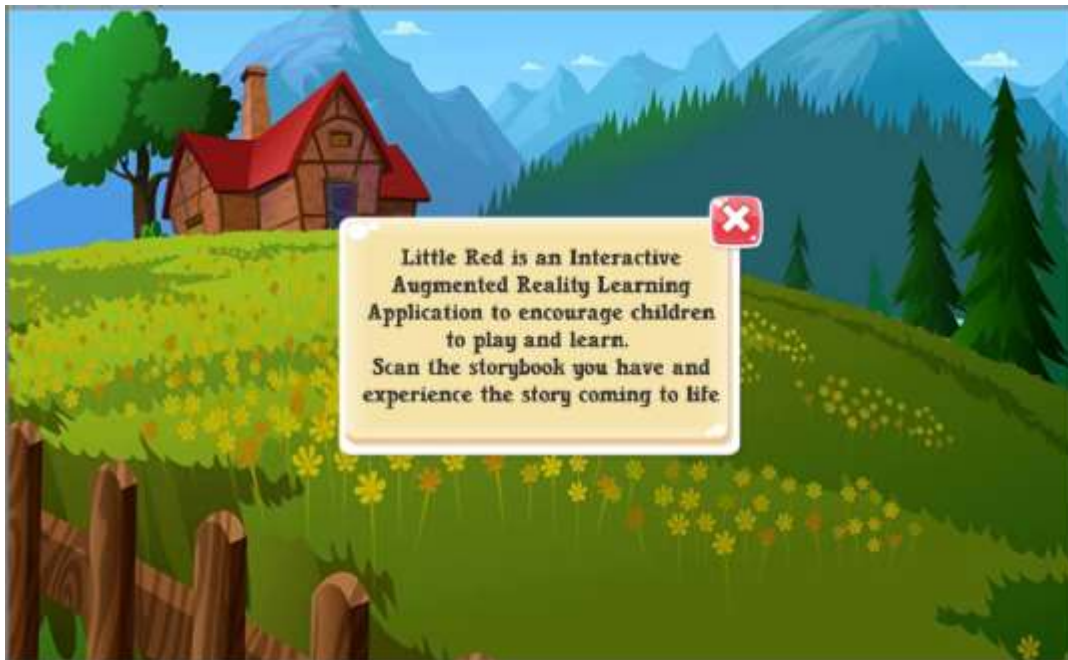 Little Red is an Interactive
Augmented Reality Learning
Application to encourage children
to play and learn.
Scan the storybook you have and
experience the story coming to life